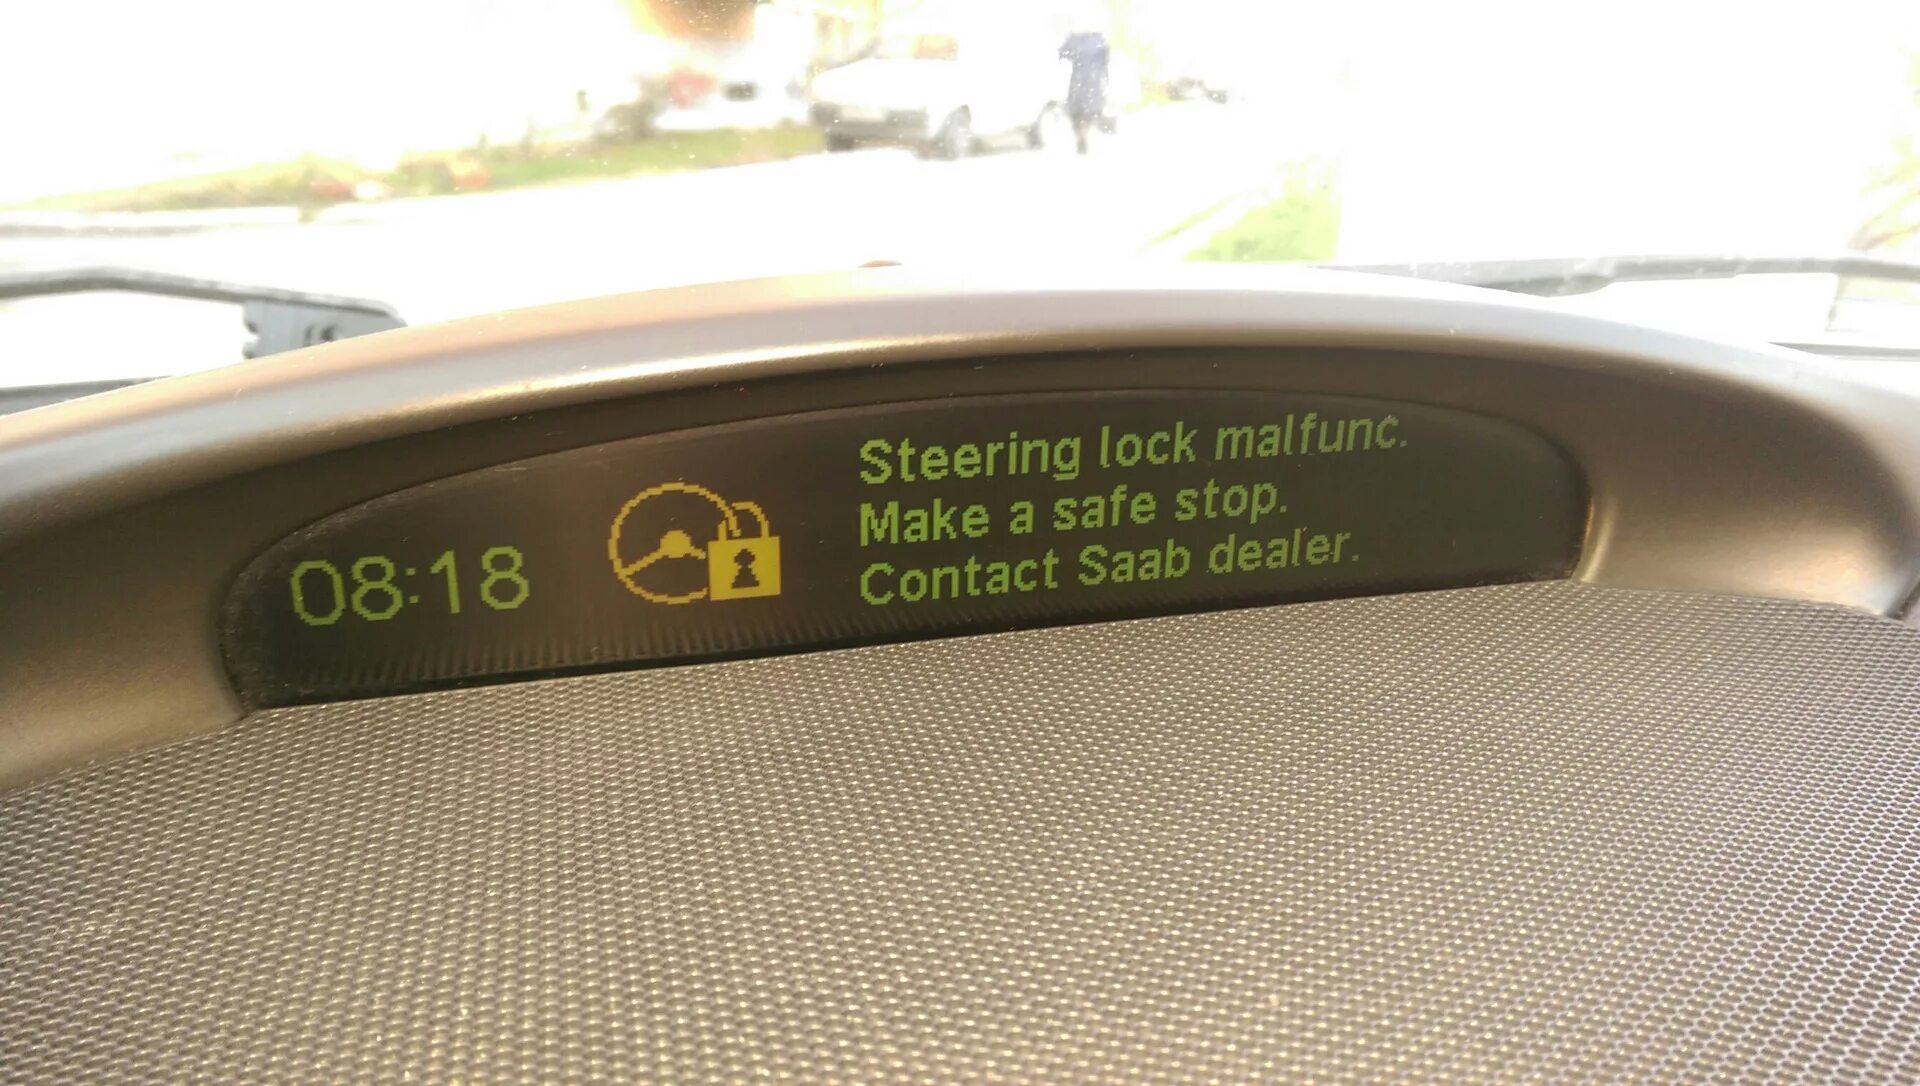 08:18
Steering lock malfunc.
Make a safe stop.
Contact Saab dealer.